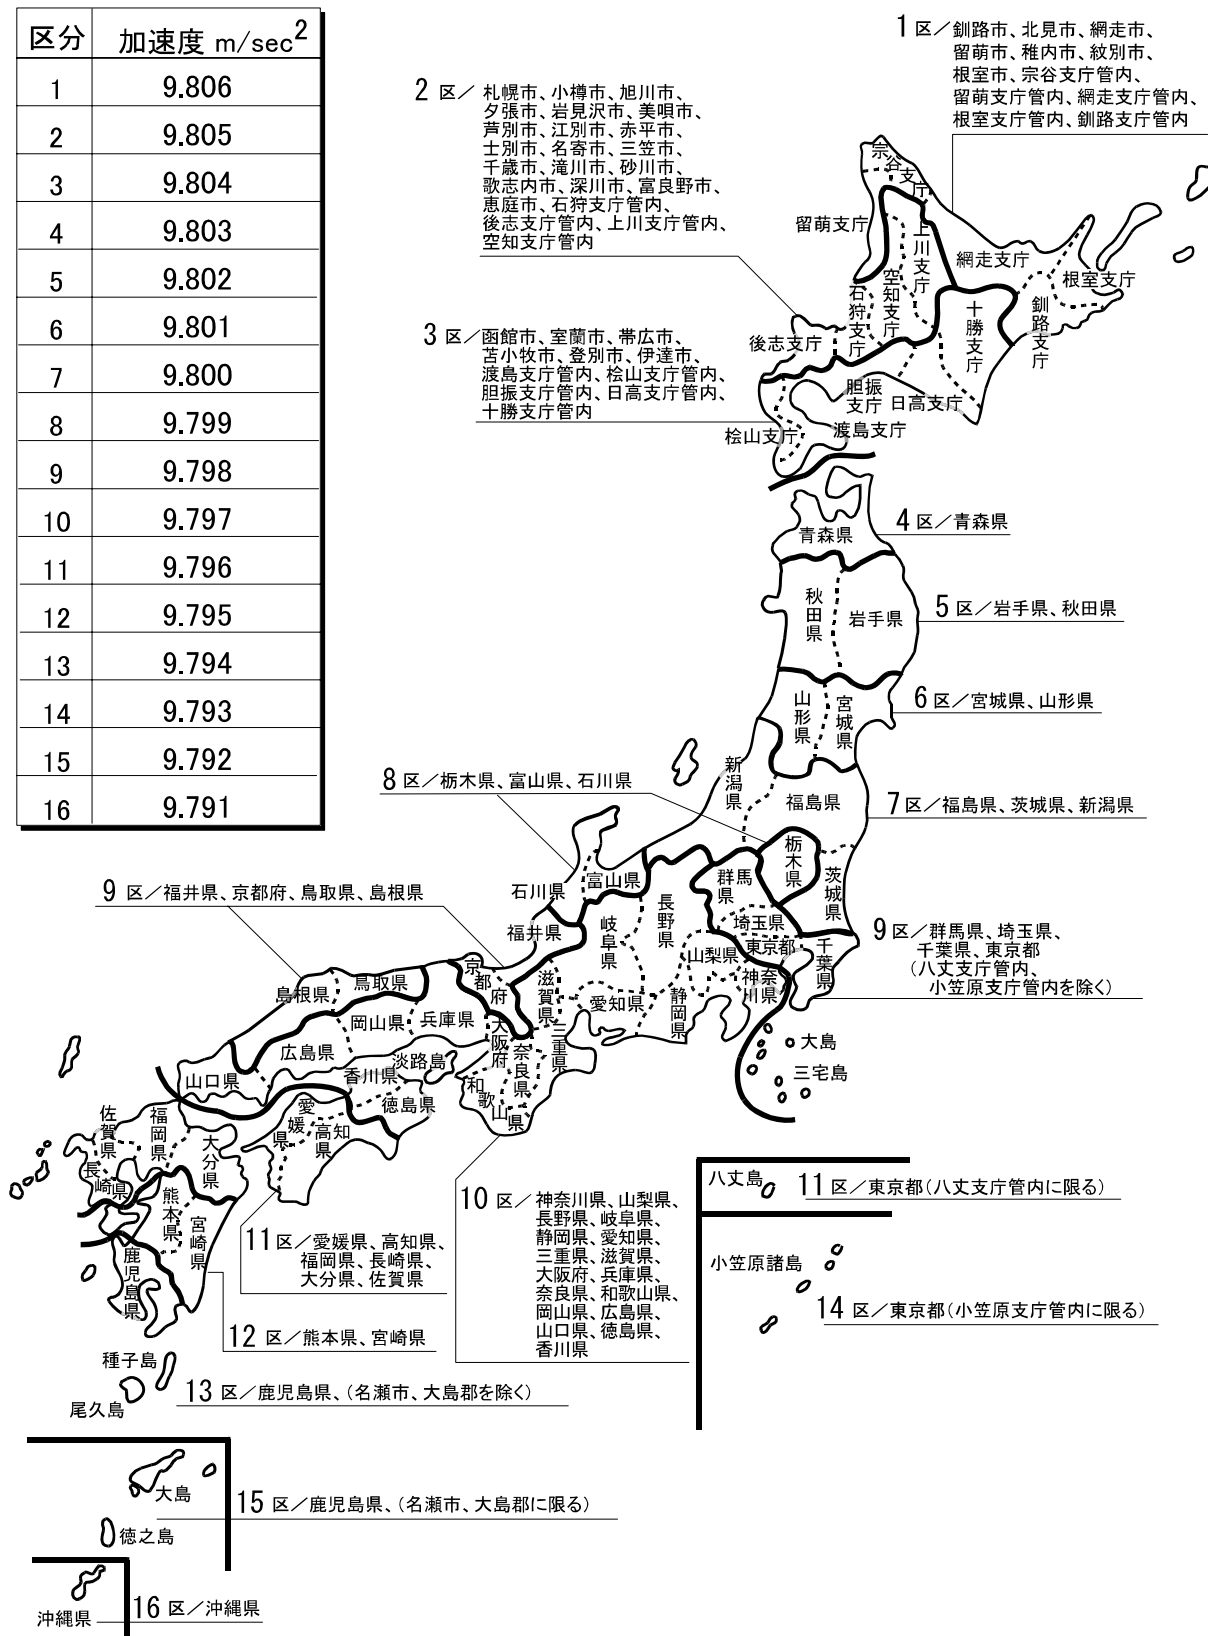 区分 加速度 m/sec²
1 9.806
2 9.805
3 9.804
4 9.803
5 9.802
6 9.801
7 9.800
8 9.799
9 9.798
10 9.797
11 9.796
12 9.795
13 9.794
14 9.793
15 9.792
16 9.791
1 区／釧路市、北見市、網走市、
留萌市、稚内市、紋別市、
根室市、宗谷支庁管内、
留萌支庁管内、網走支庁管内、
根室支庁管内、釧路支庁管内
2 区／ 札幌市、小樽市、旭川市、
夕張市、岩見沢市、美唄市、
芦別市、江別市、赤平市、
士別市、名寄市、三笠市、
千歳市、滝川市、砂川市、
歌志内市、深川市、富良野市、
恵庭市、石狩支庁管内、
後志支庁管内、上川支庁管内、
空知支庁管内
3 区／函館市、室蘭市、帯広市、
苫小牧市、登別市、伊達市、
渡島支庁管内、桧山支庁管内、
胆振支庁管内、日高支庁管内、
十勝支庁管内
宗谷支庁
留萌支庁
上川支庁
網走支庁
根室支庁
空知支庁
石狩支庁
十勝支庁
釧路支庁
後志支庁
胆振支庁
日高支庁
桧山支庁
渡島支庁
青森県
4 区／青森県
秋田県
岩手県
5 区／岩手県、秋田県
山形県
宮城県
6 区／宮城県、山形県
新潟県
福島県
7 区／福島県、茨城県、新潟県
8 区／栃木県、富山県、石川県
栃木県
茨城県
群馬県
富山県
石川県
長野県
埼玉県
9 区／福井県、京都府、鳥取県、島根県
福井県
岐阜県
山梨県
東京都
千葉県
神奈川県
9 区／群馬県、埼玉県、
千葉県、東京都
（八丈支庁管内、
小笠原支庁管内を除く）
京都府
鳥取県
島根県
滋賀県
愛知県
静岡県
岡山県
兵庫県
大阪府
三重県
奈良県
広島県
淡路島
山口県
香川県
和歌山県
徳島県
愛媛県
高知県
大島
三宅島
佐賀県
福岡県
大分県
長崎県
熊本県
宮崎県
鹿児島県
八丈島
11 区／東京都（八丈支庁管内に限る）
10 区／ 神奈川県、山梨県、
長野県、岐阜県、
静岡県、愛知県、
三重県、滋賀県、
大阪府、兵庫県、
奈良県、和歌山県、
岡山県、広島県、
山口県、徳島県、
香川県
11 区／愛媛県、高知県、
福岡県、長崎県、
大分県、佐賀県
小笠原諸島
14 区／東京都（小笠原支庁管内に限る）
12 区／熊本県、宮崎県
種子島
尾久島
13 区／鹿児島県、（名瀬市、大島郡を除く）
大島
15 区／鹿児島県、（名瀬市、大島郡に限る）
徳之島
沖縄県
16 区／沖縄県